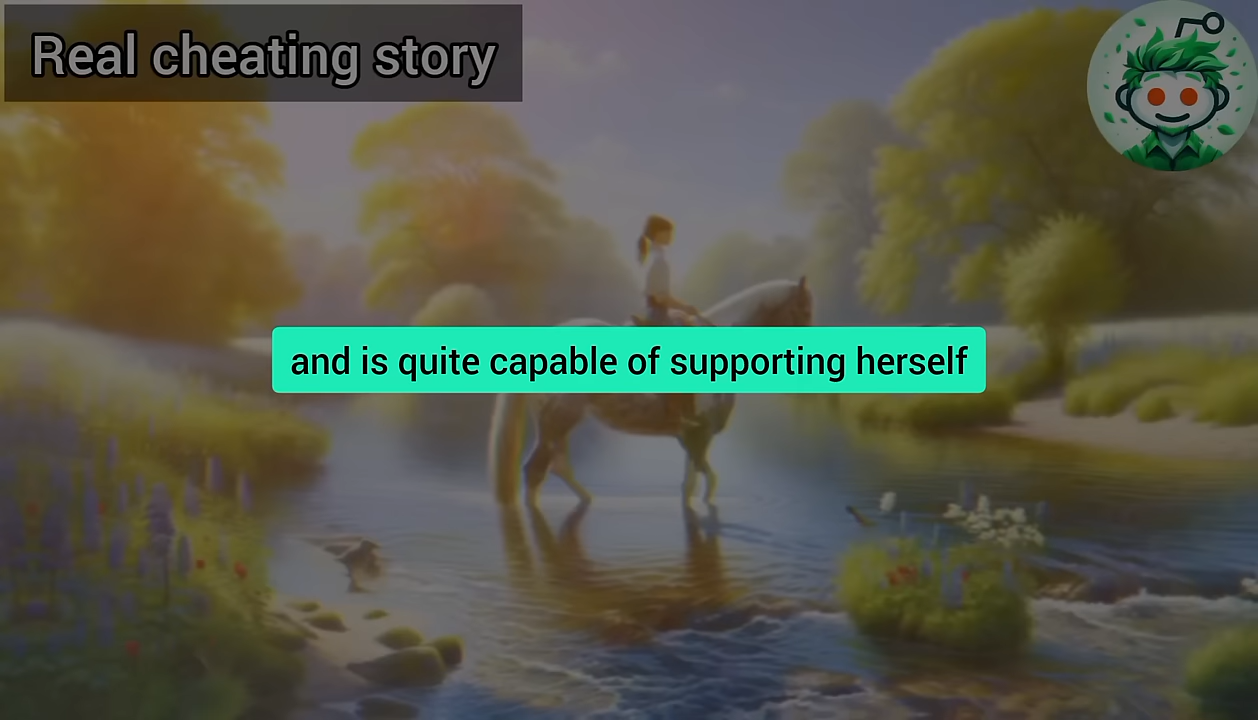 Real cheating story
and is quite capable of supporting herself